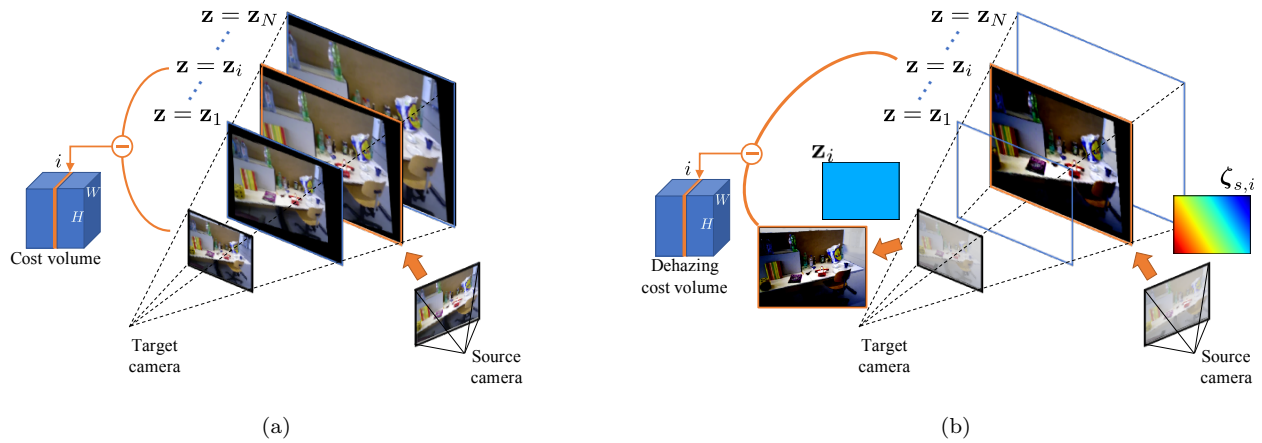 z = z_N
z = z_i
z = z_1
i
W
H
Cost volume
Target
camera
Source
camera
(a)
z = z_N
z = z_i
z = z_1
z_i
i
W
H
ζ_{s,i}
Dehazing
cost volume
Target
camera
Source
camera
(b)